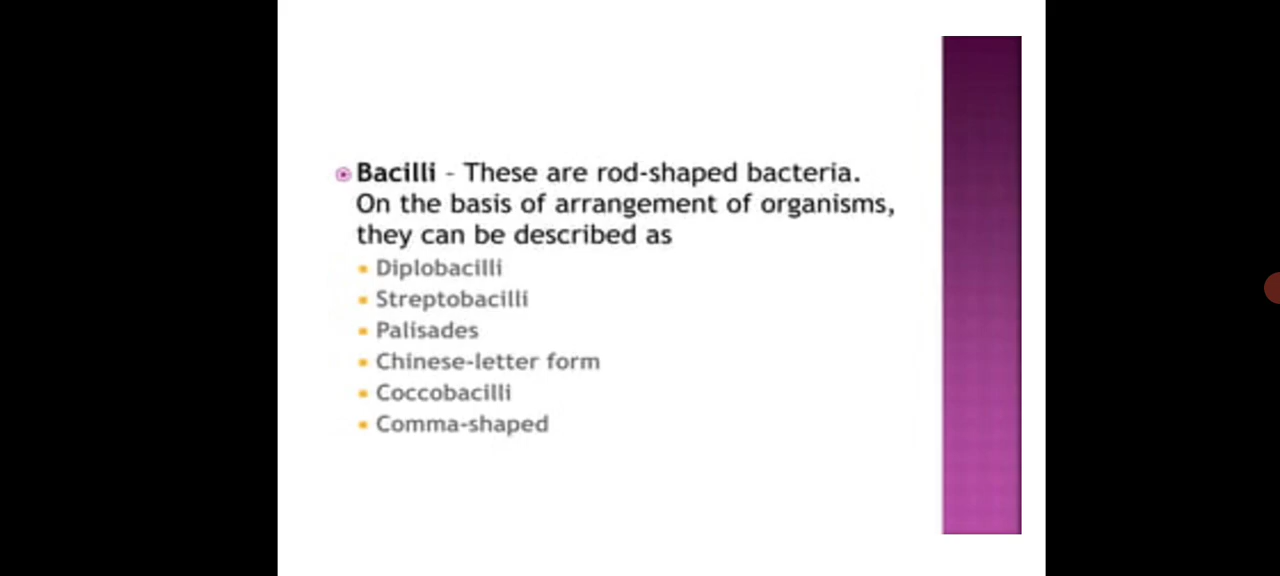 Bacilli - These are rod-shaped bacteria.
On the basis of arrangement of organisms,
they can be described as
Diplobacilli
Streptobacilli
Palisades
Chinese-letter form
Coccobacilli
Comma-shaped